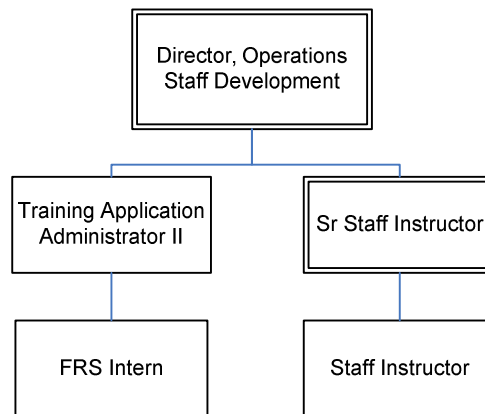 Director, Operations
Staff Development
Training Application
Administrator II
Sr Staff Instructor
FRS Intern
Staff Instructor